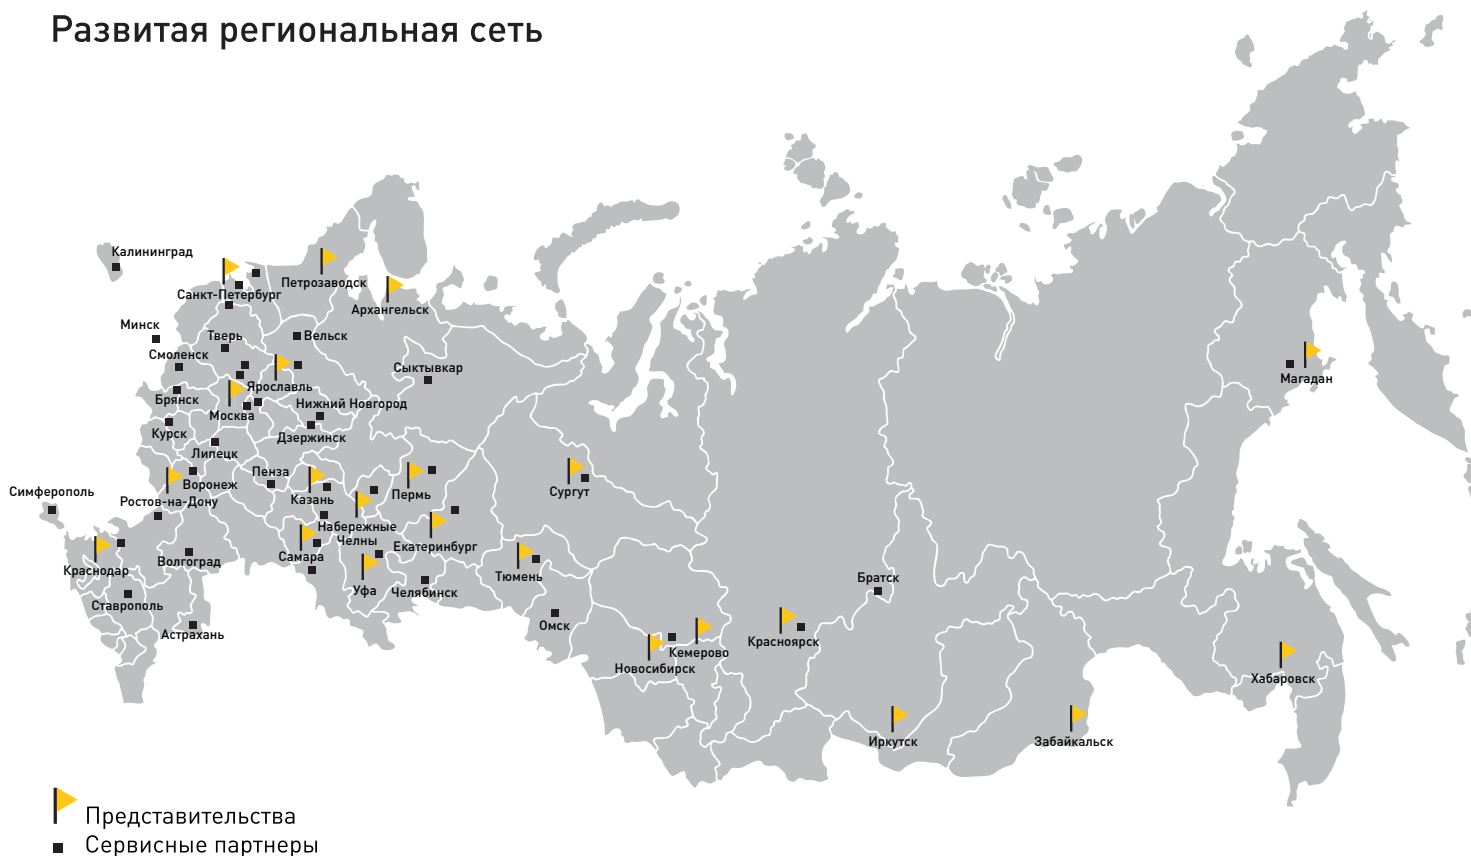 Развитая региональная сеть
Калининград
Санкт-Петербург
Петрозаводск
Архангельск
Минск
Тверь
Вельск
Смоленск
Сыктывкар
Ярославль
Брянск
Москва
Нижний Новгород
Курск
Дзержинск
Липецк
Пенза
Воронеж
Казань
Пермь
Сургут
Магадан
Симферополь
Ростов-на-Дону
Набережные
Челны
Екатеринбург
Самара
Волгоград
Краснодар
Тюмень
Уфа
Челябинск
Братск
Ставрополь
Астрахань
Омск
Красноярск
Кемерово
Новосибирск
Хабаровск
Иркутск
Забайкальск
Представительства
Сервисные партнеры